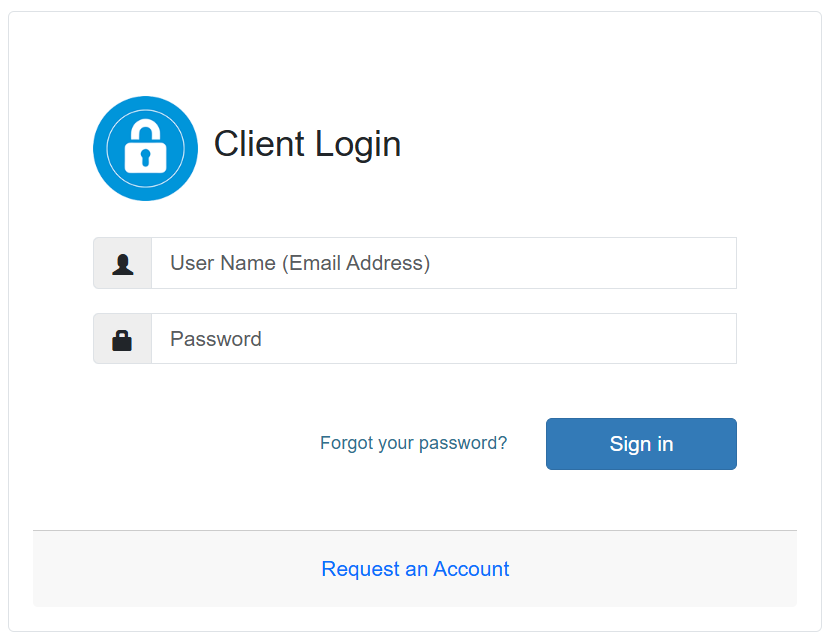 Client Login
User Name (Email Address)
Password
Forgot your password?
Sign in
Request an Account